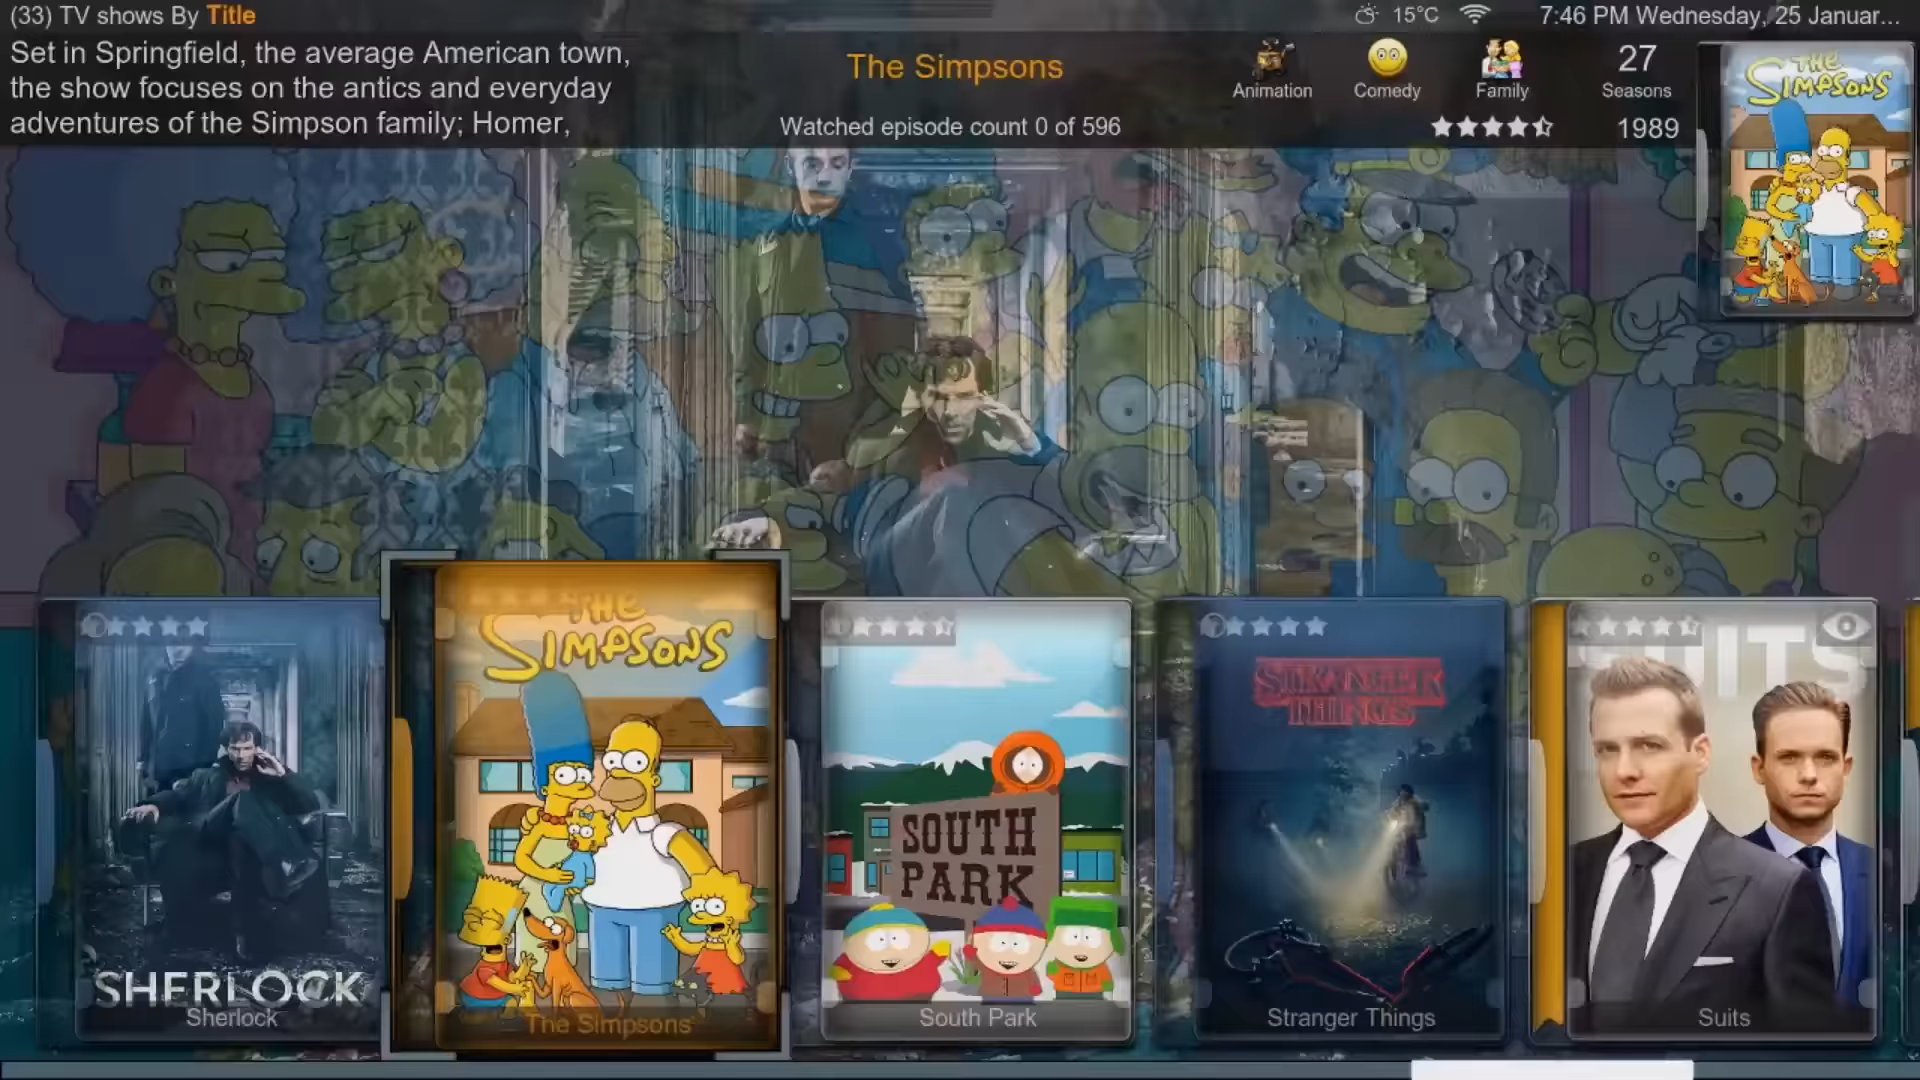 (33) TV shows By Title
15°C
7:46 PM Wednesday, 25 Januar...
Set in Springfield, the average American town,
the show focuses on the antics and everyday
adventures of the Simpson family; Homer,
The Simpsons
Watched episode count 0 of 596
Animation
Comedy
Family
27
Seasons
1989
THE
SIMPSONS
SHERLOCK
Sherlock
THE
SIMPSONS
The Simpsons
SOUTH
PARK
South Park
STRANGER
THINGS
Stranger Things
SUITS
Suits